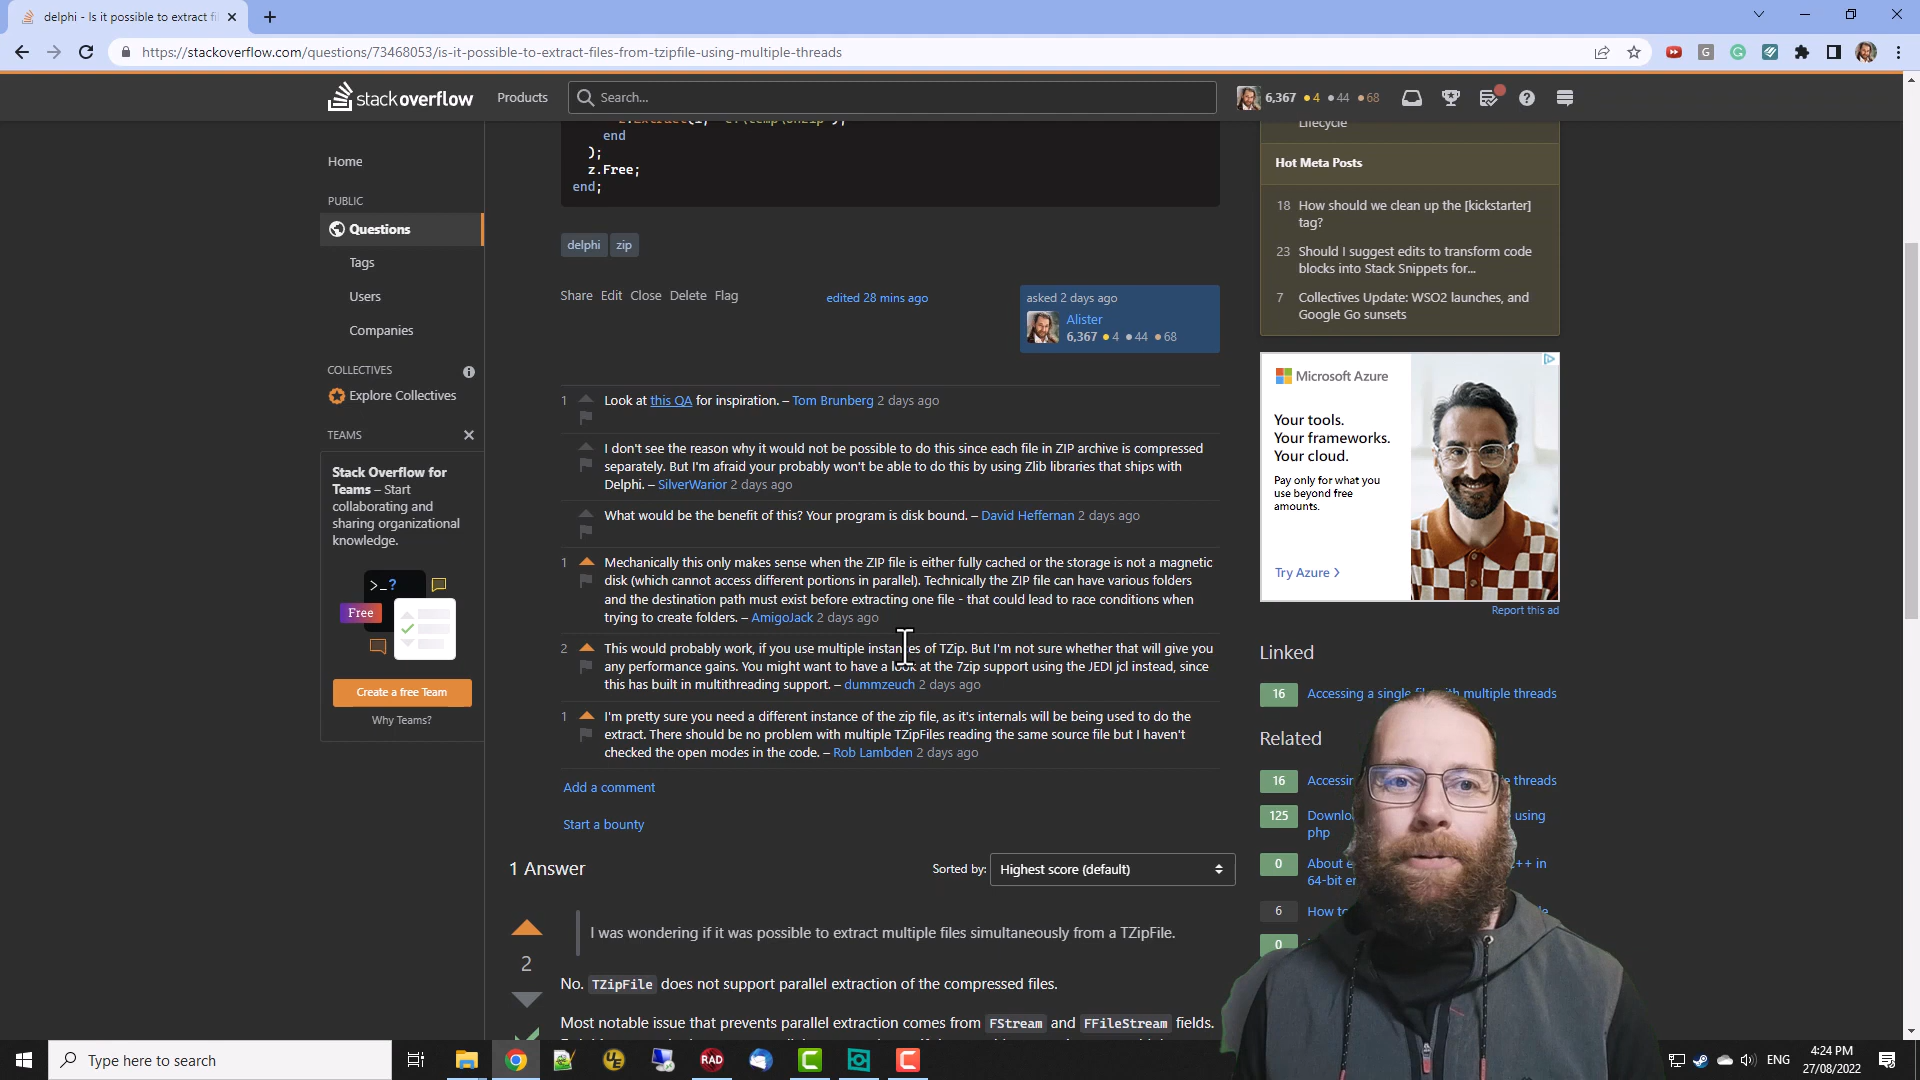 delphi - Is it possible to extract fi
https://stackoverflow.com/questions/73468053/is-it-possible-to-extract-files-from-tzipfile-using-multiple-threads
stackoverflow
Products
Search...
6,367 4 44 68
end
);
z.Free;
end;
delphi zip
Share Edit Close Delete Flag
edited 28 mins ago
asked 2 days ago
Alister
6,367 4 44 68
1 Look at this QA for inspiration. – Tom Brunberg 2 days ago
I don't see the reason why it would not be possible to do this since each file in ZIP archive is compressed
separately. But I'm afraid your probably won't be able to do this by using Zlib libraries that ships with
Delphi. – SilverWarior 2 days ago
What would be the benefit of this? Your program is disk bound. – David Heffernan 2 days ago
1 Mechanically this only makes sense when the ZIP file is either fully cached or the storage is not a magnetic
disk (which cannot access different portions in parallel). Technically the ZIP file can have various folders
and the destination path must exist before extracting one file - that could lead to race conditions when
trying to create folders. – AmigoJack 2 days ago
2 This would probably work, if you use multiple instances of TZip. But I'm not sure whether that will give you
any performance gains. You might want to have a look at the 7zip support using the JEDI jcl instead, since
this has built in multithreading support. – dummzeuch 2 days ago
1 I'm pretty sure you need a different instance of the zip file, as it's internals will be being used to do the
extract. There should be no problem with multiple TZipFiles reading the same source file but I haven't
checked the open modes in the code. – Rob Lambden 2 days ago
Add a comment
Start a bounty
1 Answer
Sorted by: Highest score (default)
2
I was wondering if it was possible to extract multiple files simultaneously from a TZipFile.
No. TZipFile does not support parallel extraction of the compressed files.
Most notable issue that prevents parallel extraction comes from FStream and FFileStream fields.
Home
PUBLIC
Questions
Tags
Users
Companies
COLLECTIVES
Explore Collectives
TEAMS
Stack Overflow for
Teams – Start
collaborating and
sharing organizational
knowledge.
>_?
Free
Create a free Team
Why Teams?
Lifecycle
Hot Meta Posts
18 How should we clean up the [kickstarter]
tag?
23 Should I suggest edits to transform code
blocks into Stack Snippets for...
7 Collectives Update: WSO2 launches, and
Google Go sunsets
Microsoft Azure
Your tools.
Your frameworks.
Your cloud.
Pay only for what you
use beyond free
amounts.
Try Azure >
Report this ad
Linked
16 Accessing a single file with multiple threads
Related
16 threads
125 using
php
0 About C++ in
64-bit
6 How
0
Type here to search
UE
RAD
ENG
4:24 PM
27/08/2022